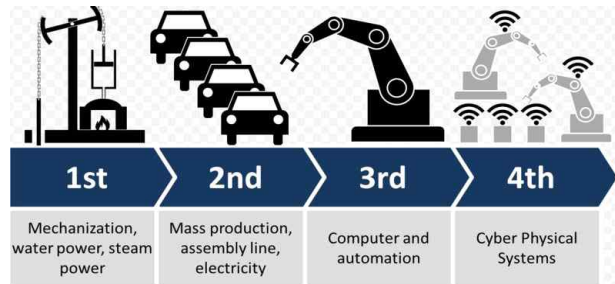 1st
2nd
3rd
4th
Mechanization,
water power, steam
power
Mass production,
assembly line,
electricity
Computer and
automation
Cyber Physical
Systems